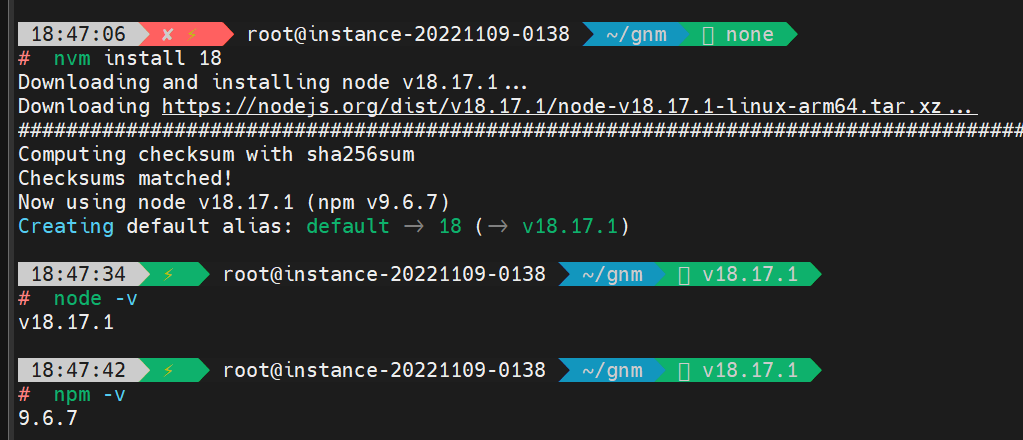 18:47:06 ✘ ⚡ root@instance-20221109-0138 ~/gnm none
# nvm install 18
Downloading and installing node v18.17.1...
Downloading https://nodejs.org/dist/v18.17.1/node-v18.17.1-linux-arm64.tar.xz...
####################################################################################
Computing checksum with sha256sum
Checksums matched!
Now using node v18.17.1 (npm v9.6.7)
Creating default alias: default → 18 (→ v18.17.1)
18:47:34 ⚡ root@instance-20221109-0138 ~/gnm v18.17.1
# node -v
v18.17.1
18:47:42 ⚡ root@instance-20221109-0138 ~/gnm v18.17.1
# npm -v
9.6.7